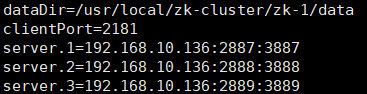 dataDir=/usr/local/zk-cluster/zk-1/data
clientPort=2181
server.1=192.168.10.136:2887:3887
server.2=192.168.10.136:2888:3888
server.3=192.168.10.136:2889:3889